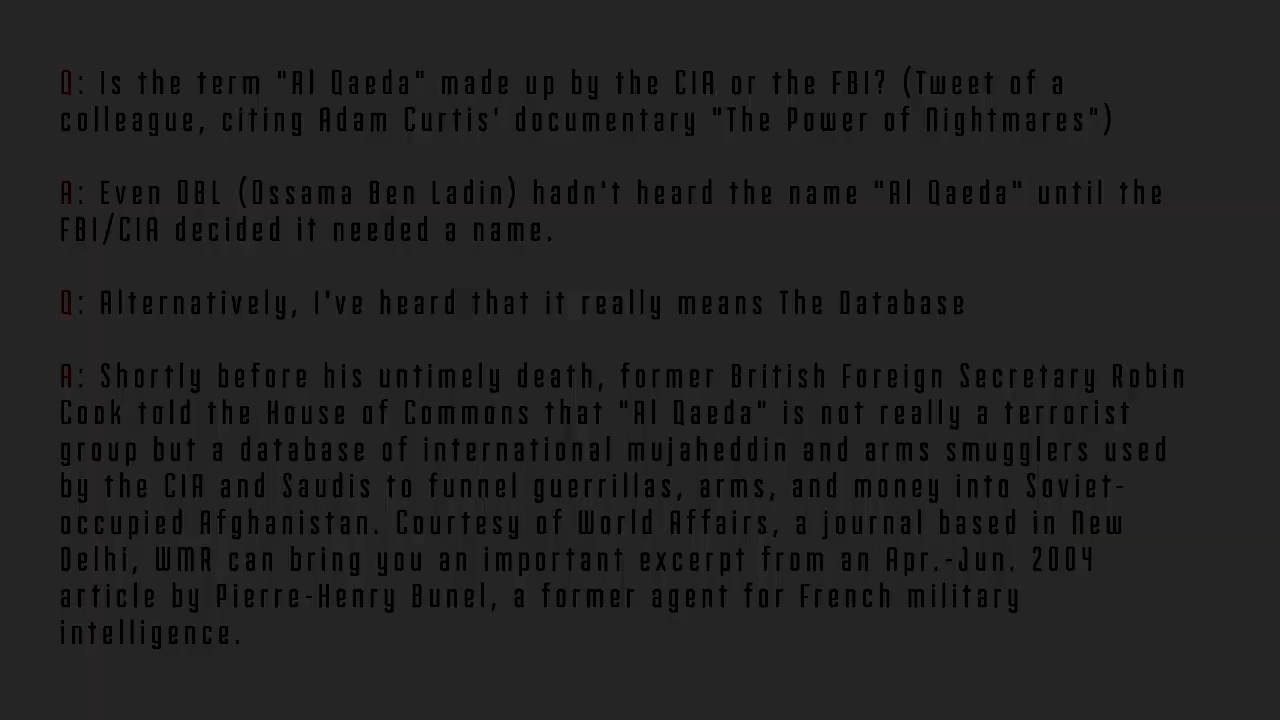 Q: Is the term "Al Qaeda" made up by the CIA or the FBI? (Tweet of a
colleague, citing Adam Curtis' documentary "The Power of Nightmares")
A: Even OBL (Ossama Ben Ladin) hadn't heard the name "Al Qaeda" until the
FBI/CIA decided it needed a name.
Q: Alternatively, I've heard that it really means The Database
A: Shortly before his untimely death, former British Foreign Secretary Robin
Cook told the House of Commons that "Al Qaeda" is not really a terrorist
group but a database of international mujaheddin and arms smugglers used
by the CIA and Saudis to funnel guerrillas, arms, and money into Soviet-
occupied Afghanistan. Courtesy of World Affairs, a journal based in New
Delhi, WMR can bring you an important excerpt from an Apr.-Jun. 2004
article by Pierre-Henry Bunel, a former agent for French military
intelligence.